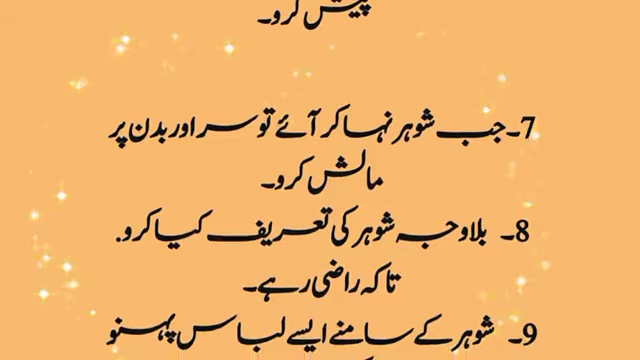 پیش کرو۔
7۔جب شوہر نہا کر آئے تو سر اور بدن پر
مالش کرو۔
8۔ بلاوجہ شوہر کی تعریف کیا کرو.
تاکہ راضی رہے۔
9۔ شوہر کے سامنے ایسے لباس پہنو